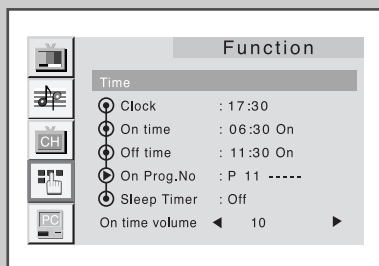 Function
Time
Clock : 17:30
On time : 06:30 On
Off time : 11:30 On
On Prog.No : P 11 -----
Sleep Timer : Off
On time volume ◀ 10 ▶
CH
PC